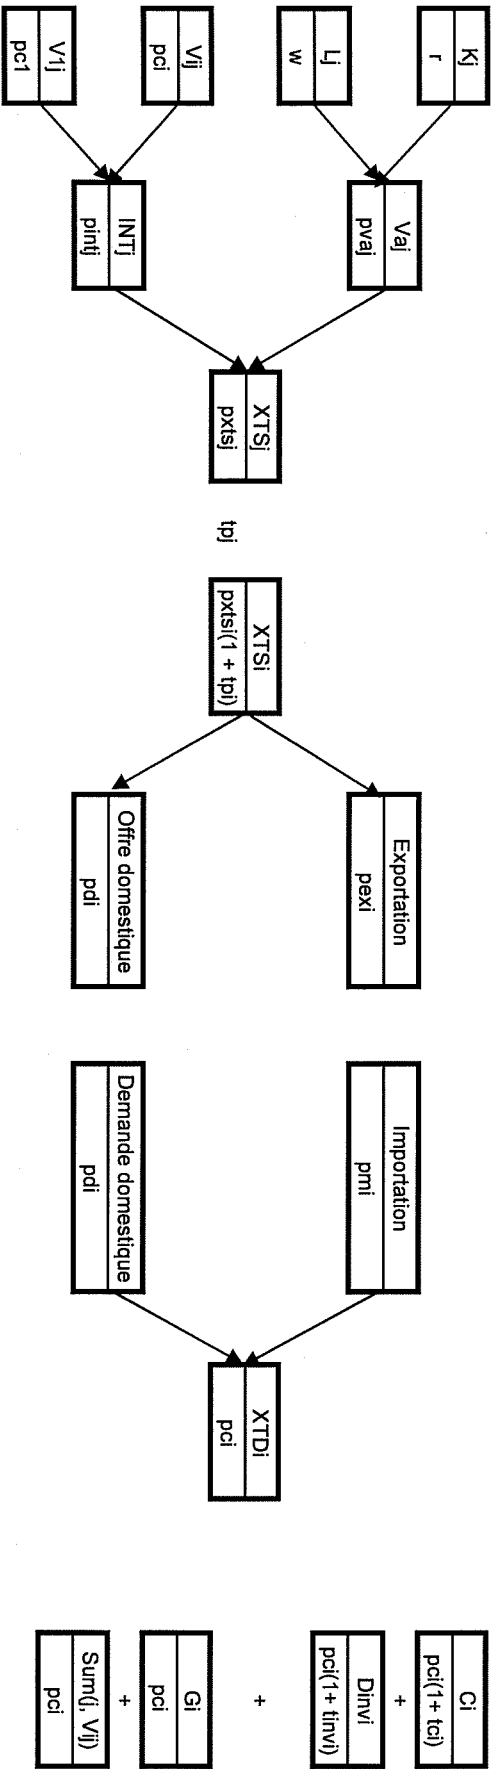 Kj
r
Lj
w
Vij
pci
V1j
pc1
Vaj
pvaj
INTj
pintj
XTSj
pxtsj
tpj
XTSi
pxtsi(1 + tpi)
Exportation
pexi
Offre domestique
pdi
Importation
pmi
Demande domestique
pdi
XTDi
pci
Ci
pci(1+ tci)
+
Dinvi
pci(1+ tinvi)
+
Gi
pci
+
Sum(j, Vij)
pci